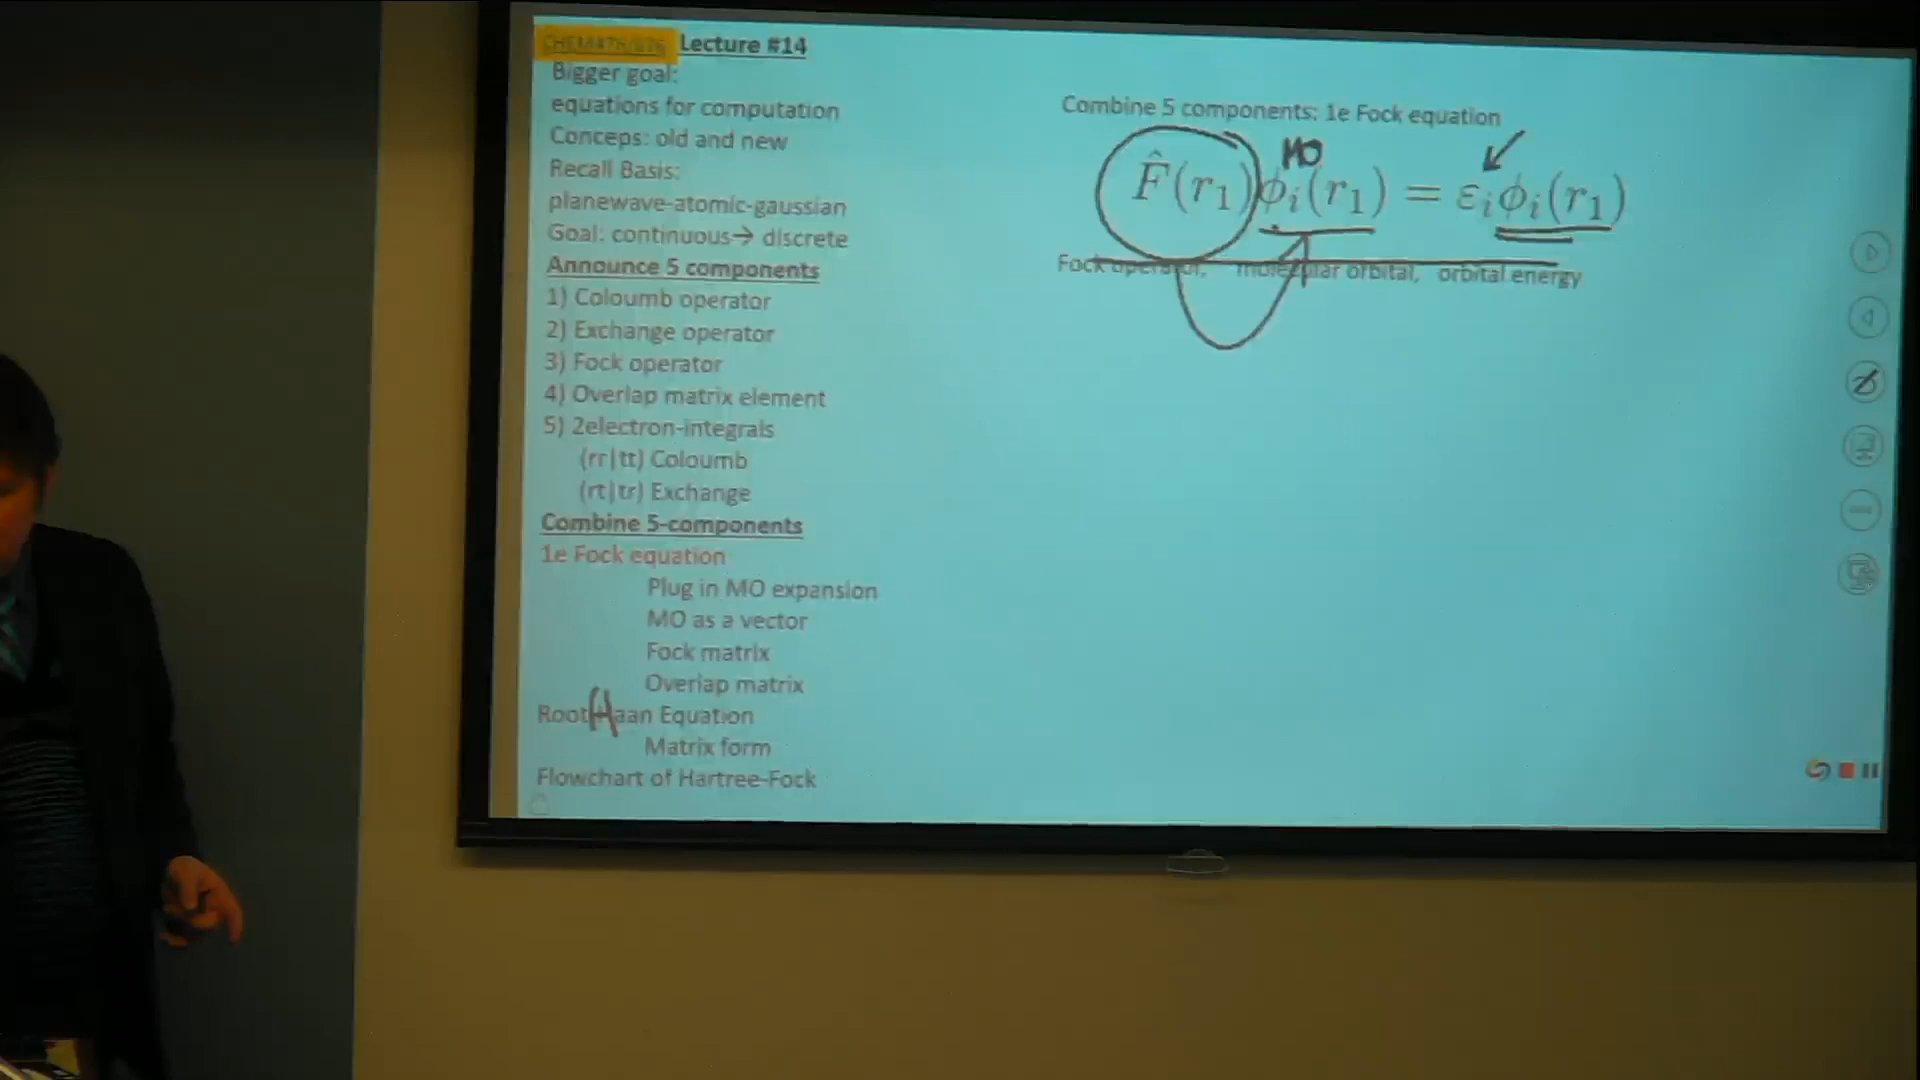 Lecture #14
Bigger goal:
equations for computation
Conceps: old and new
Recall Basis:
planewave-atomic-gaussian
Goal: continuous→ discrete
Announce 5 components
1) Coloumb operator
2) Exchange operator
3) Fock operator
4) Overlap matrix element
5) 2electron-integrals
(rr|tt) Coloumb
(rt|tr) Exchange
Combine 5-components
1e Fock equation
Plug in MO expansion
MO as a vector
Fock matrix
Overlap matrix
RootHaan Equation
Matrix form
Flowchart of Hartree-Fock
Combine 5 components: 1e Fock equation
MO
F̂(r₁)ϕᵢ(r₁) = εᵢϕᵢ(r₁)
Fock operator, molecular orbital, orbital energy